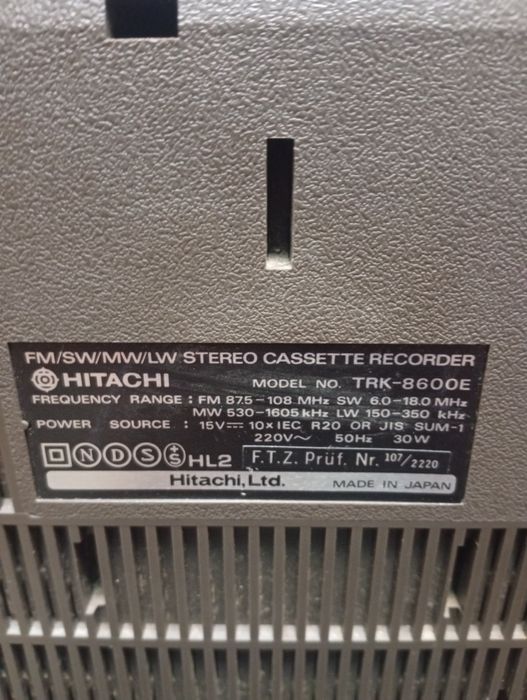 FM/SW/MW/LW STEREO CASSETTE RECORDER
HITACHI MODEL NO. TRK-8600E
FREQUENCY RANGE : FM 87.5-108 MHz SW 6.0-18.0 MHz
MW 530-1605 kHz LW 150-350 kHz
POWER SOURCE : 15V⎓ 10×IEC R20 OR JIS SUM-1
220V~ 50Hz 30W
N D S S HL2 F.T.Z. Prüf. Nr. 107/2220
Hitachi, Ltd. MADE IN JAPAN